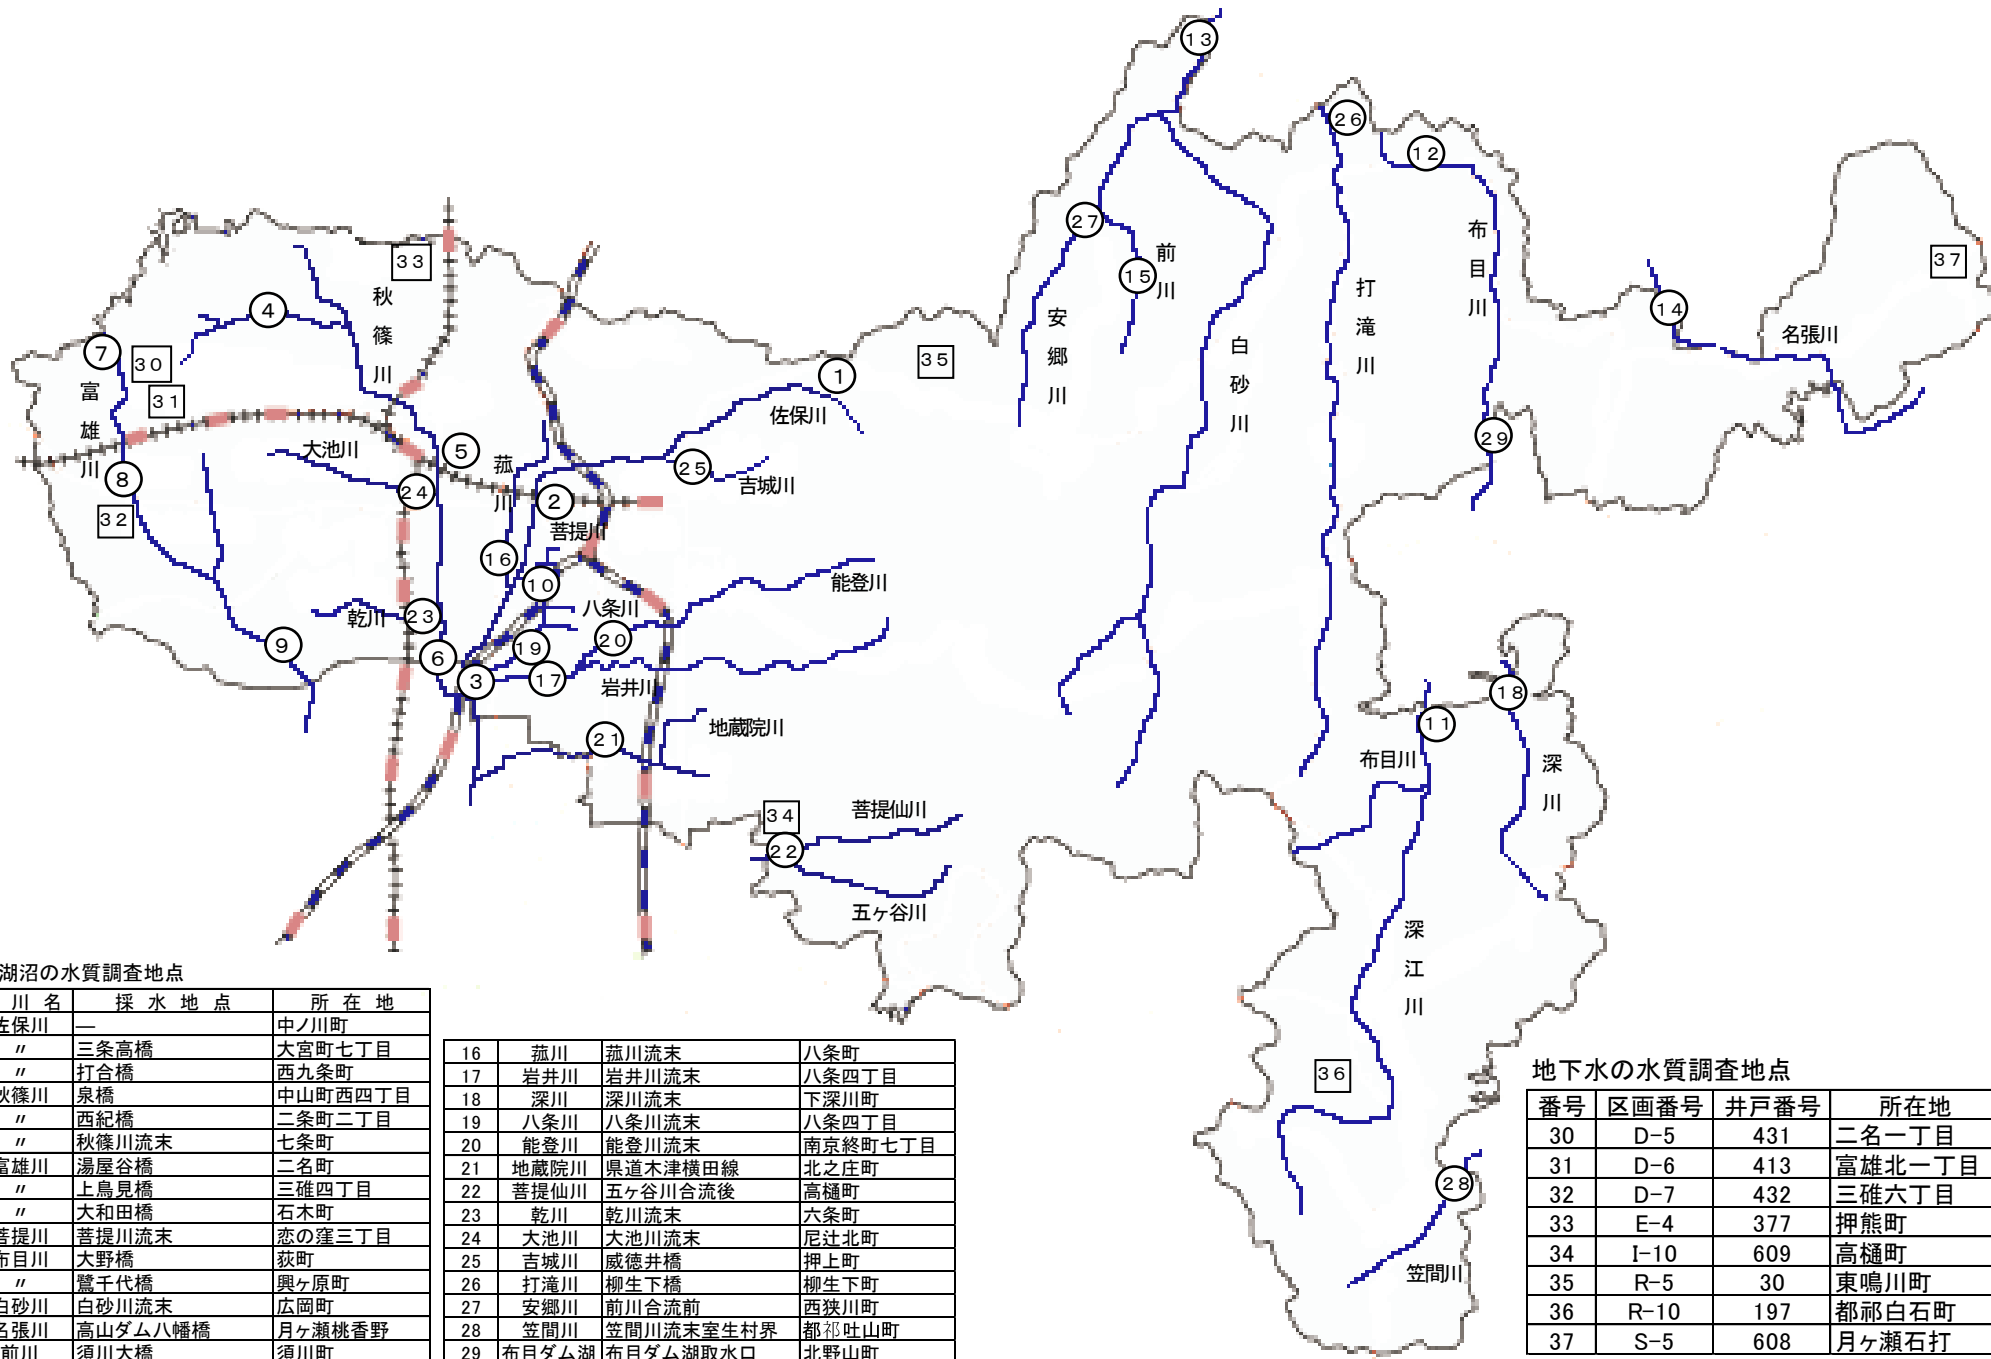 13
26
12
27
布目川
33
前川
37
15
秋篠川
4
打滝川
14
安郷川
名張川
7
30
白砂川
35
1
富雄川
31
佐保川
29
大池川
5
菰川
25
8
24
吉城川
2
32
菩提川
16
10
能登川
八条川
乾川
23
20
9
19
6
17
3
岩井川
18
地蔵院川
11
21
布目川
深川
34
菩提仙川
22
五ヶ谷川
深江川
36
28
笠間川
湖沼の水質調査地点
川名 採水地点 所在地
佐保川 ― 中ノ川町
〃 三条高橋 大宮町七丁目
〃 打合橋 西九条町
秋篠川 泉橋 中山町西四丁目
〃 西紀橋 二条町二丁目
〃 秋篠川流末 七条町
富雄川 湯屋谷橋 二名町
〃 上鳥見橋 三碓四丁目
〃 大和田橋 石木町
菩提川 菩提川流末 恋の窪三丁目
布目川 大野橋 荻町
〃 鷺千代橋 興ヶ原町
白砂川 白砂川流末 広岡町
名張川 高山ダム八幡橋 月ヶ瀬桃香野
前川 須川大橋 須川町
16 菰川 菰川流末 八条町
17 岩井川 岩井川流末 八条四丁目
18 深川 深川流末 下深川町
19 八条川 八条川流末 八条四丁目
20 能登川 能登川流末 南京終町七丁目
21 地蔵院川 県道木津横田線 北之庄町
22 菩提仙川 五ヶ谷川合流後 高樋町
23 乾川 乾川流末 六条町
24 大池川 大池川流末 尼辻北町
25 吉城川 威徳井橋 押上町
26 打滝川 柳生下橋 柳生下町
27 安郷川 前川合流前 西狭川町
28 笠間川 笠間川流末室生村界 都祁吐山町
29 布目ダム湖 布目ダム湖取水口 北野山町
地下水の水質調査地点
番号 区画番号 井戸番号 所在地
30 D-5 431 二名一丁目
31 D-6 413 富雄北一丁目
32 D-7 432 三碓六丁目
33 E-4 377 押熊町
34 I-10 609 高樋町
35 R-5 30 東鳴川町
36 R-10 197 都祁白石町
37 S-5 608 月ヶ瀬石打